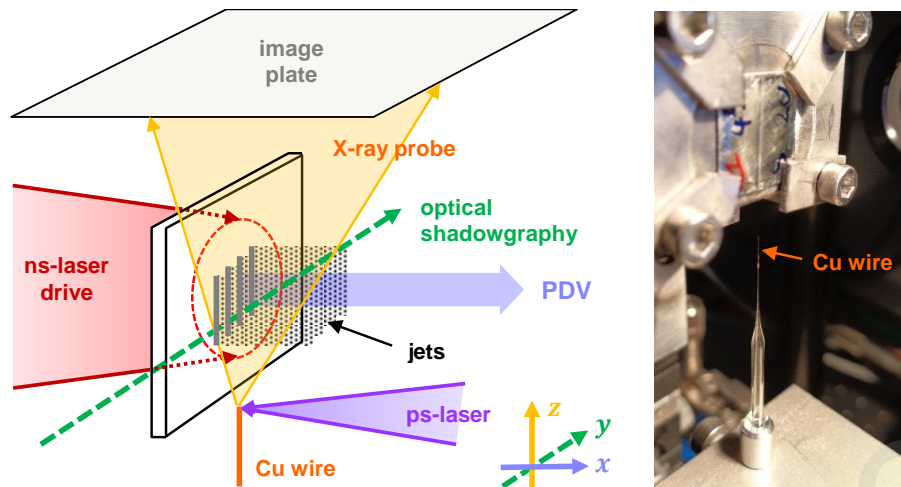 image
plate
X-ray probe
optical
shadowgraphy
ns-laser
drive
PDV
jets
ps-laser
Cu wire
z
y
x
Cu wire